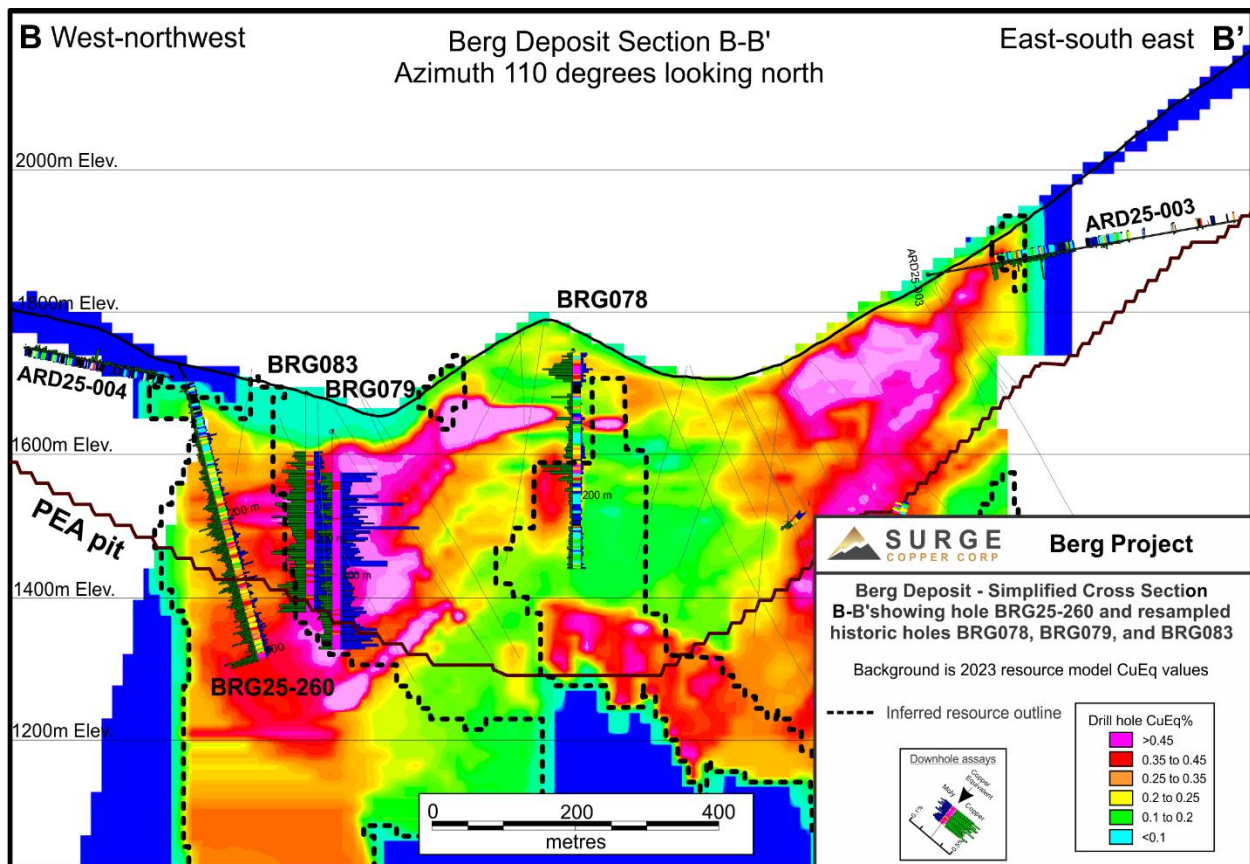 B West-northwest
Berg Deposit Section B-B'
Azimuth 110 degrees looking north
East-south east B'
2000m Elev.
ARD25-003
ARD25-003
1800m Elev.
BRG078
ARD25-004
BRG083
BRG079
1600m Elev.
200 m
200 m
PEA pit
1400m Elev.
BRG25-260
1200m Elev.
0 200 400
metres
SURGE
COPPER CORP
Berg Project
Berg Deposit - Simplified Cross Section
B-B'showing hole BRG25-260 and resampled
historic holes BRG078, BRG079, and BRG083
Background is 2023 resource model CuEq values
Inferred resource outline
Downhole assays
Moly
Copper
Equivalent
Copper
Drill hole CuEq%
>0.45
0.35 to 0.45
0.25 to 0.35
0.2 to 0.25
0.1 to 0.2
<0.1